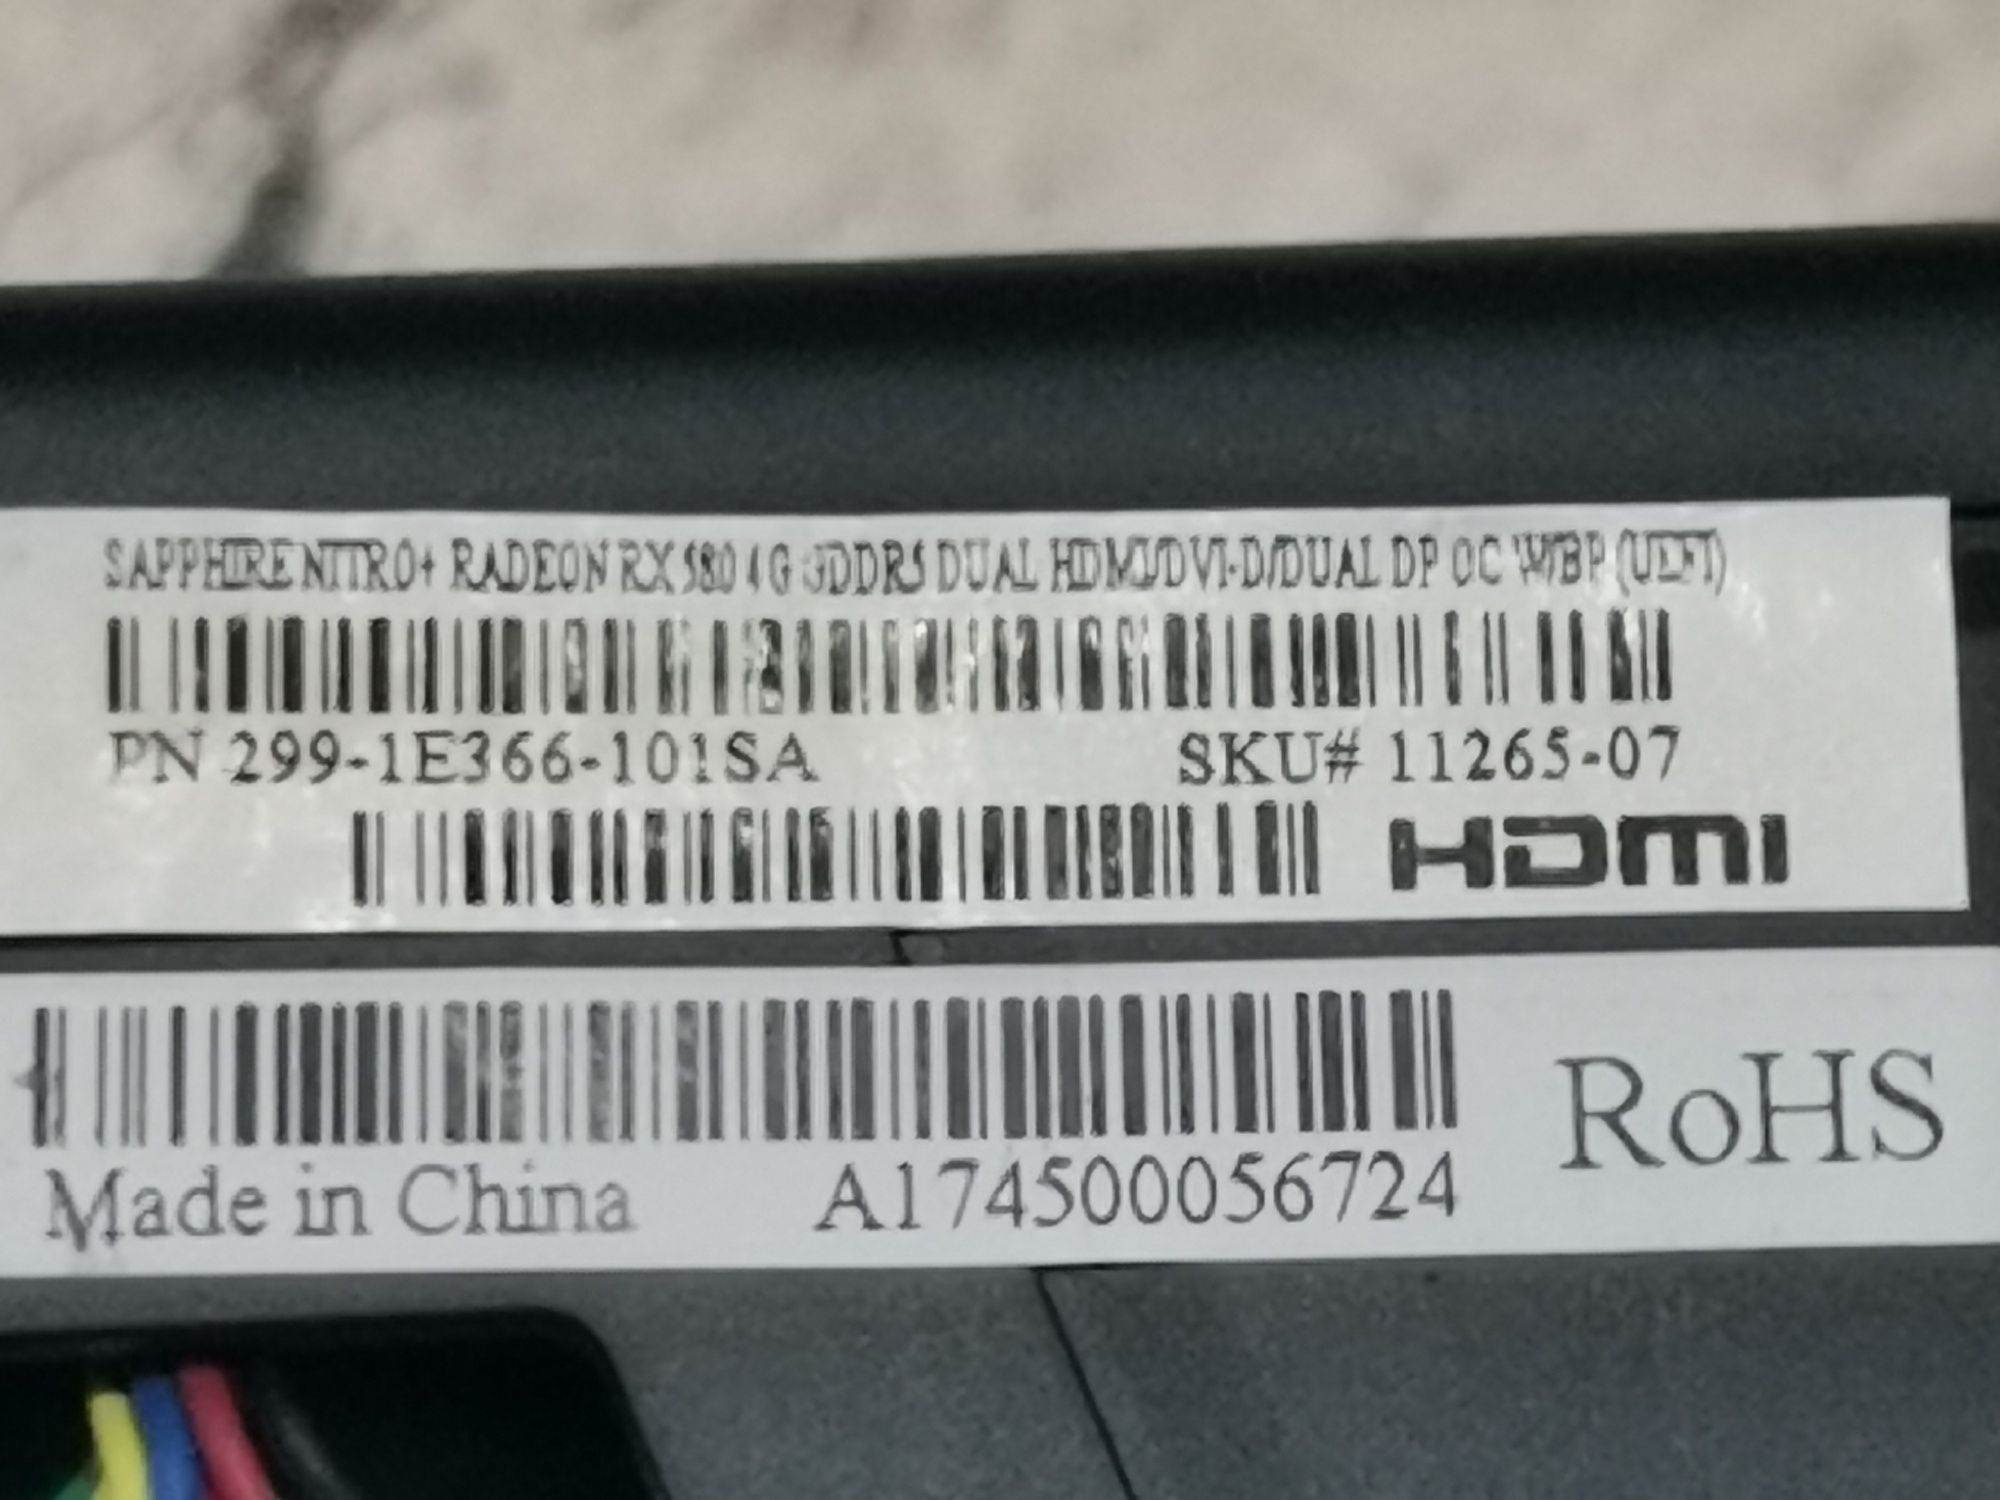 SAPPHIRE NITRO+ RADEON RX 580 4G GDDR5 DUAL HDMI/DVI-D/DUAL DP OC W/BP (UEFI)
PN 299-1E366-101SA SKU# 11265-07
HDMI
Made in China A174500056724
RoHS